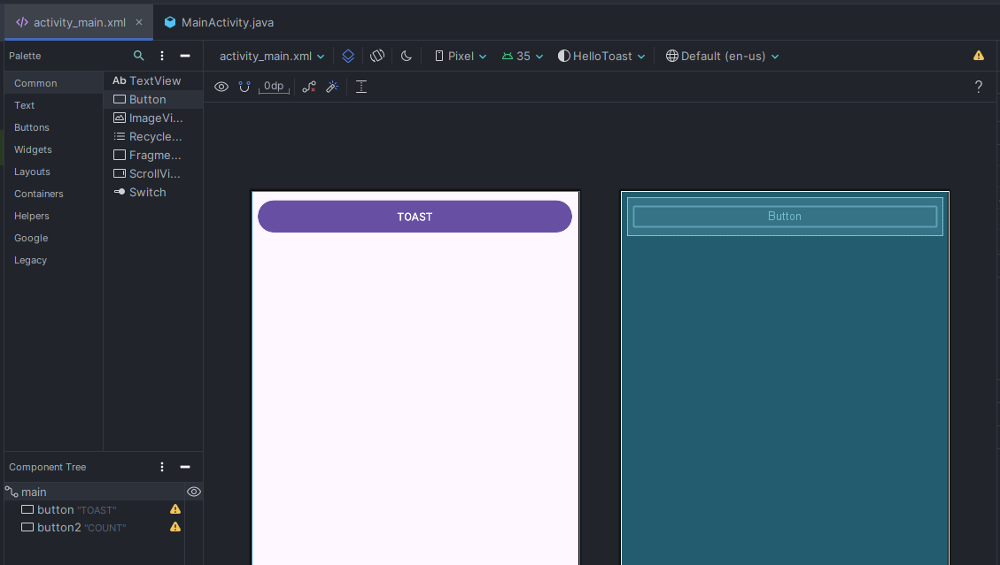 activity_main.xml
MainActivity.java
Palette
activity_main.xml
Pixel
35
HelloToast
Default (en-us)
0dp
?
Common
Text
Buttons
Widgets
Layouts
Containers
Helpers
Google
Legacy
Ab TextView
Button
ImageVi...
Recycle...
Fragme...
ScrollVi...
Switch
TOAST
Button
Component Tree
main
button "TOAST"
button2 "COUNT"